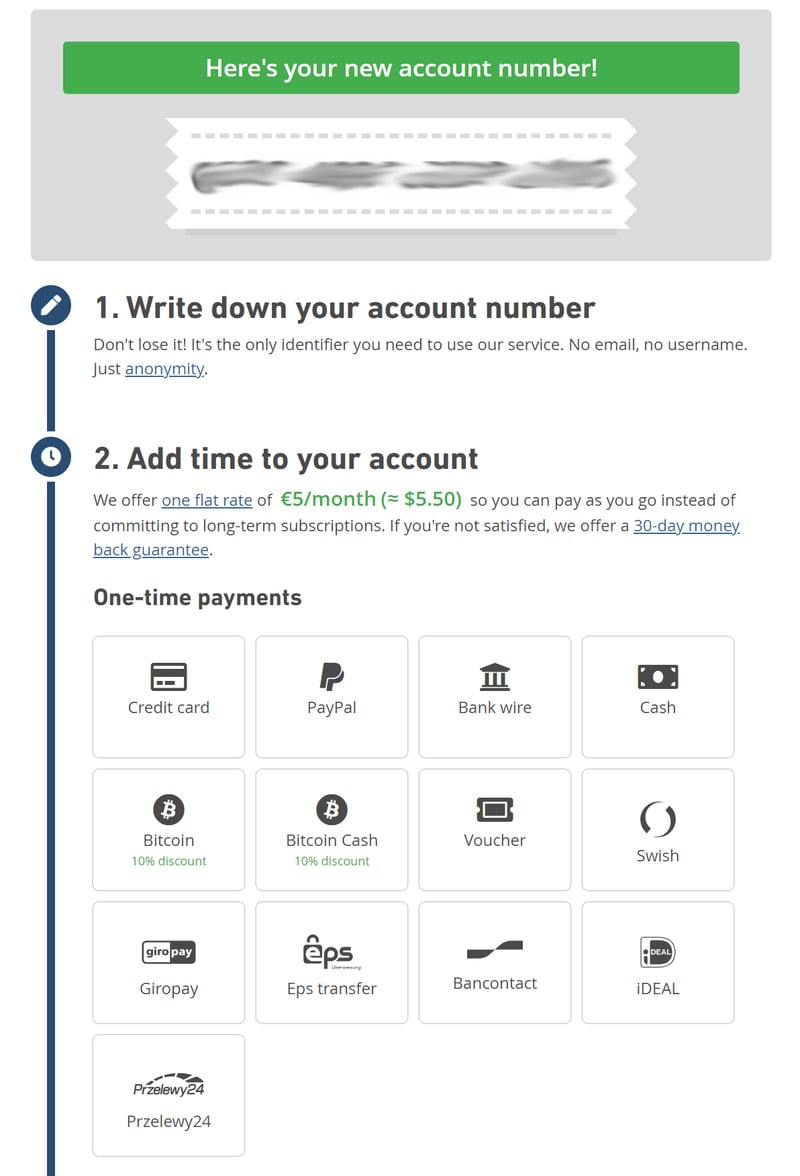 Here's your new account number!
1. Write down your account number
Don't lose it! It's the only identifier you need to use our service. No email, no username.
Just anonymity.
2. Add time to your account
We offer one flat rate of €5/month (≈ $5.50) so you can pay as you go instead of
committing to long-term subscriptions. If you're not satisfied, we offer a 30-day money
back guarantee.
One-time payments
Credit card
PayPal
Bank wire
Cash
Bitcoin
10% discount
Bitcoin Cash
10% discount
Voucher
Swish
giropay
Giropay
eps
Überweisung
Eps transfer
Bancontact
iDEAL
iDEAL
Przelewy24
Przelewy24